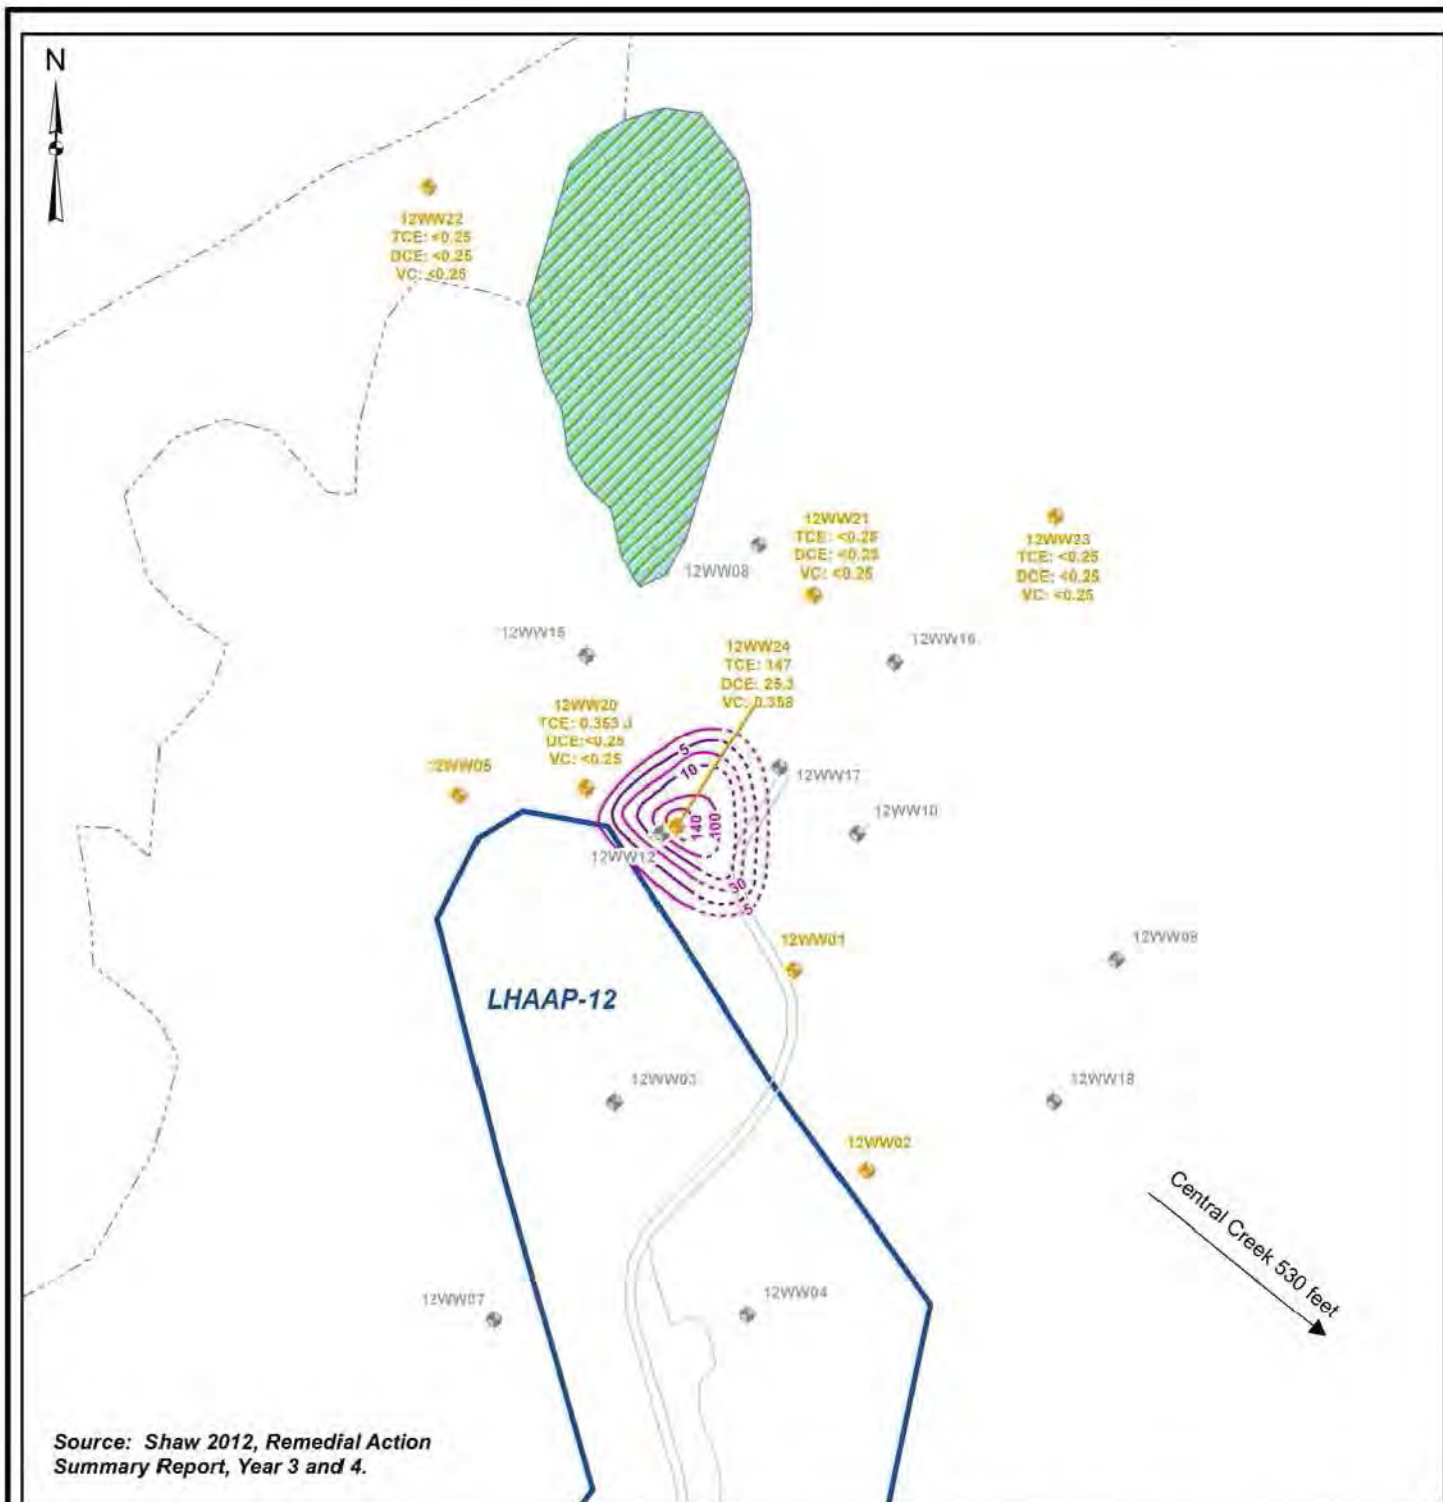 N
12WW22
TCE: <0.25
DCE: <0.25
VC: <0.25
12WW21
TCE: <0.25
DCE: <0.25
VC: <0.25
12WW23
TCE: <0.25
DCE: <0.25
VC: <0.25
12WW08
12WW15
12WW16
12WW24
TCE: 147
DCE: 25.3
VC: 0.358
12WW20
TCE: 0.353 J
DCE: <0.25
VC: <0.25
12WW05
5
10
12WW17
140
100
12WW10
12WW12
30
5
12WW01
12WW09
LHAAP-12
12WW03
12WW18
12WW02
Central Creek 530 feet
12WW07
12WW04
Source: Shaw 2012, Remedial Action
Summary Report, Year 3 and 4.